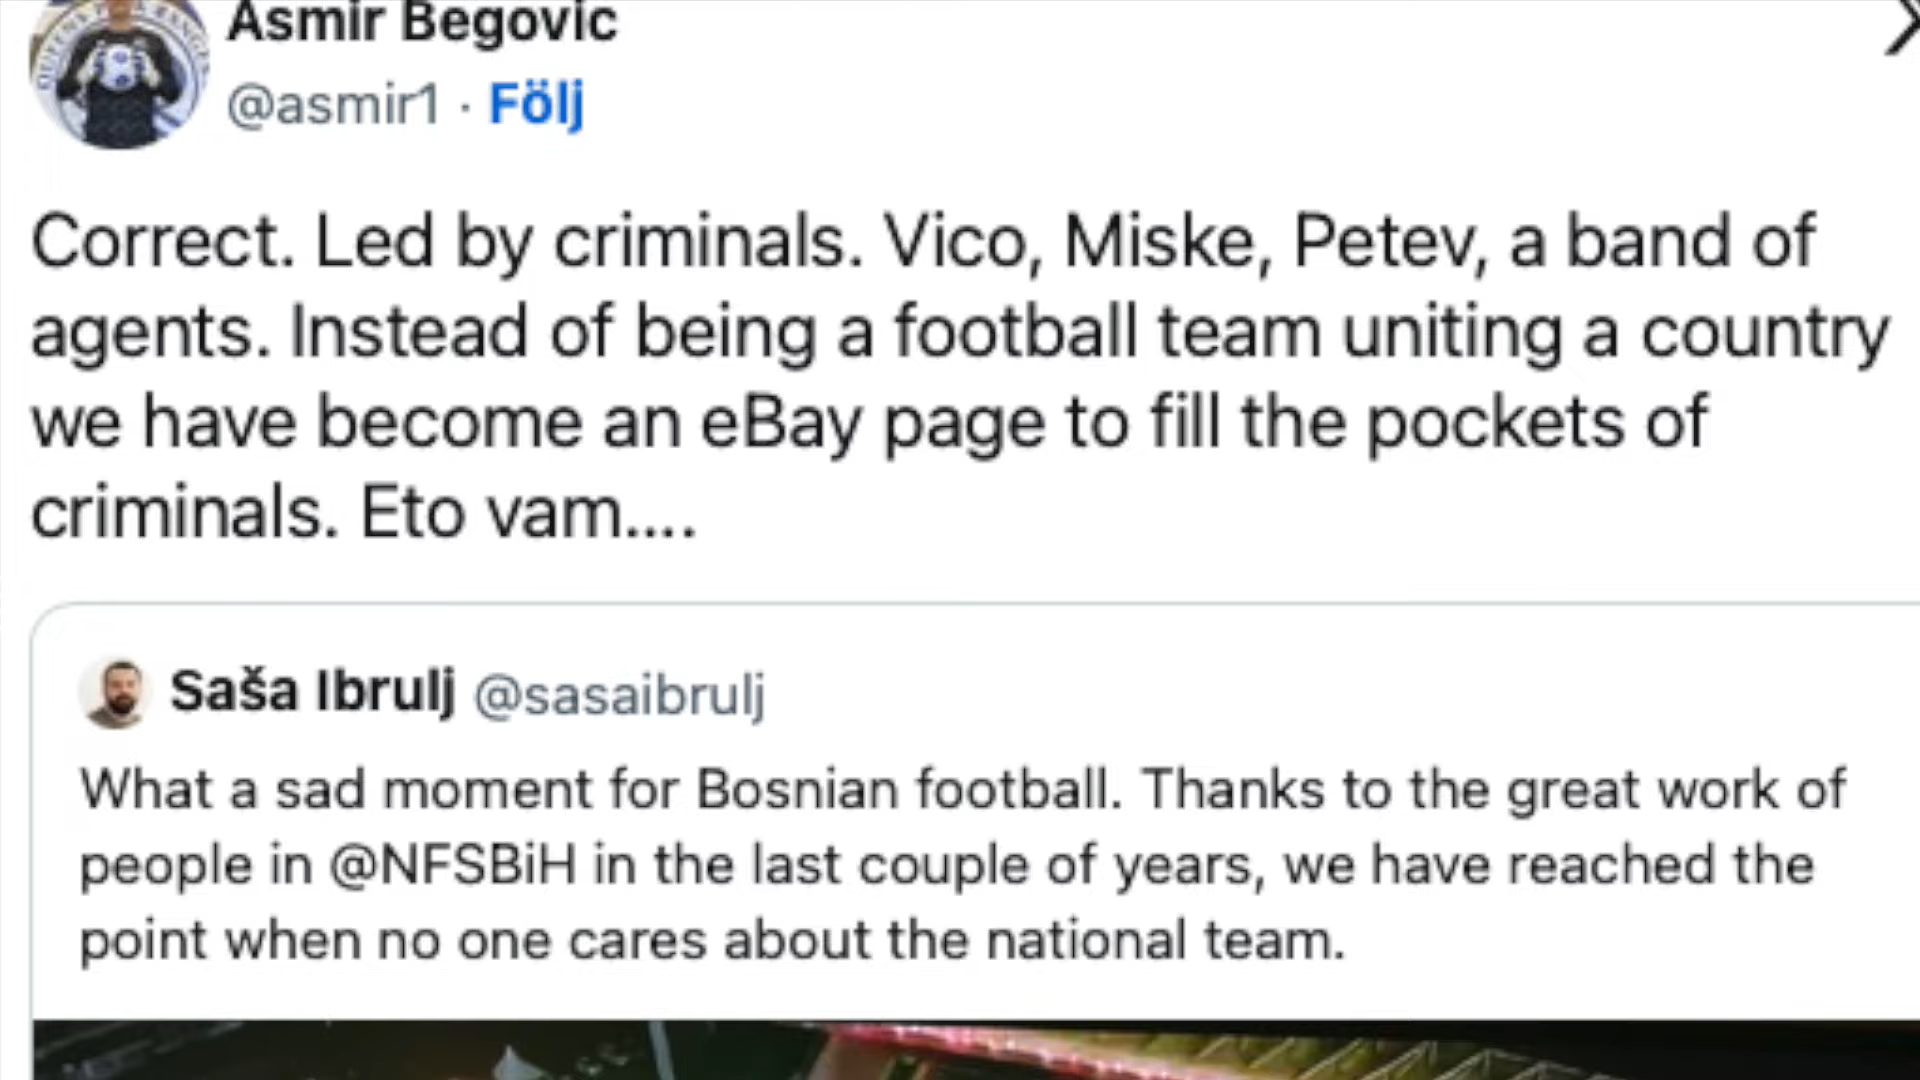 Asmir Begovic
@asmir1 · Följ
Correct. Led by criminals. Vico, Miske, Petev, a band of
agents. Instead of being a football team uniting a country
we have become an eBay page to fill the pockets of
criminals. Eto vam....
Saša Ibrulj @sasaibrulj
What a sad moment for Bosnian football. Thanks to the great work of
people in @NFSBiH in the last couple of years, we have reached the
point when no one cares about the national team.